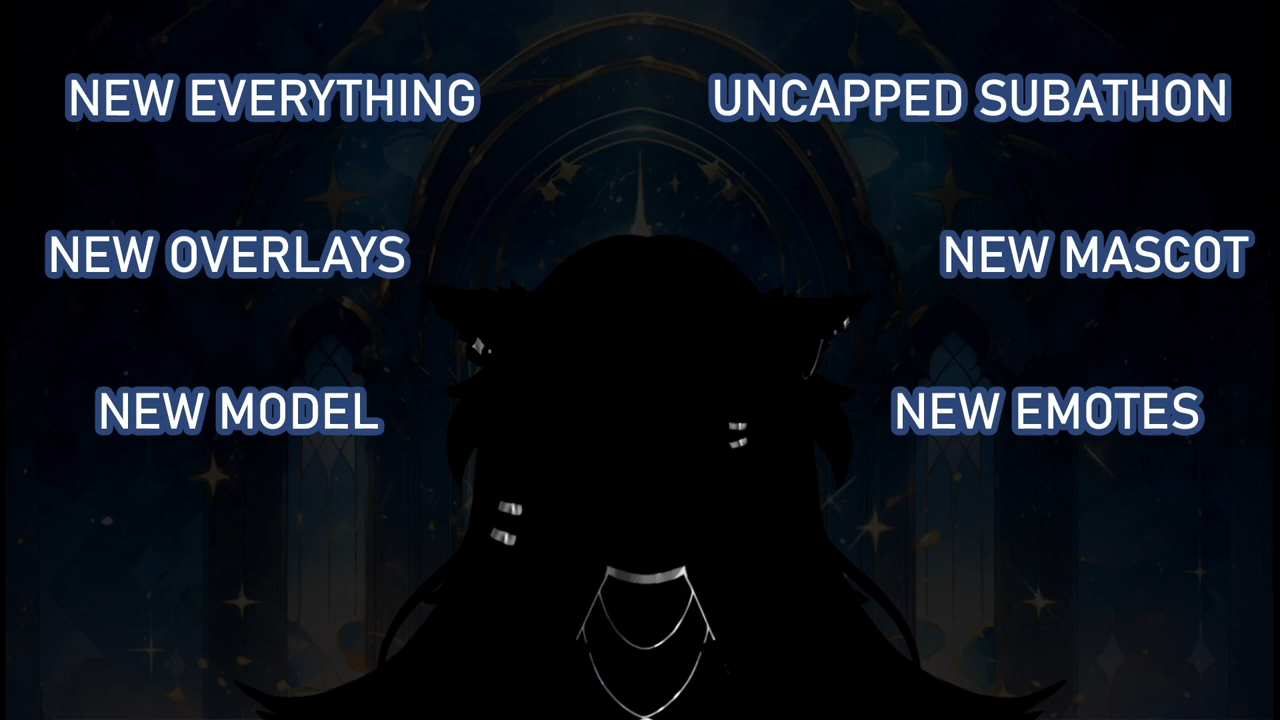 NEW EVERYTHING
UNCAPPED SUBATHON
NEW OVERLAYS
NEW MASCOT
NEW MODEL
NEW EMOTES